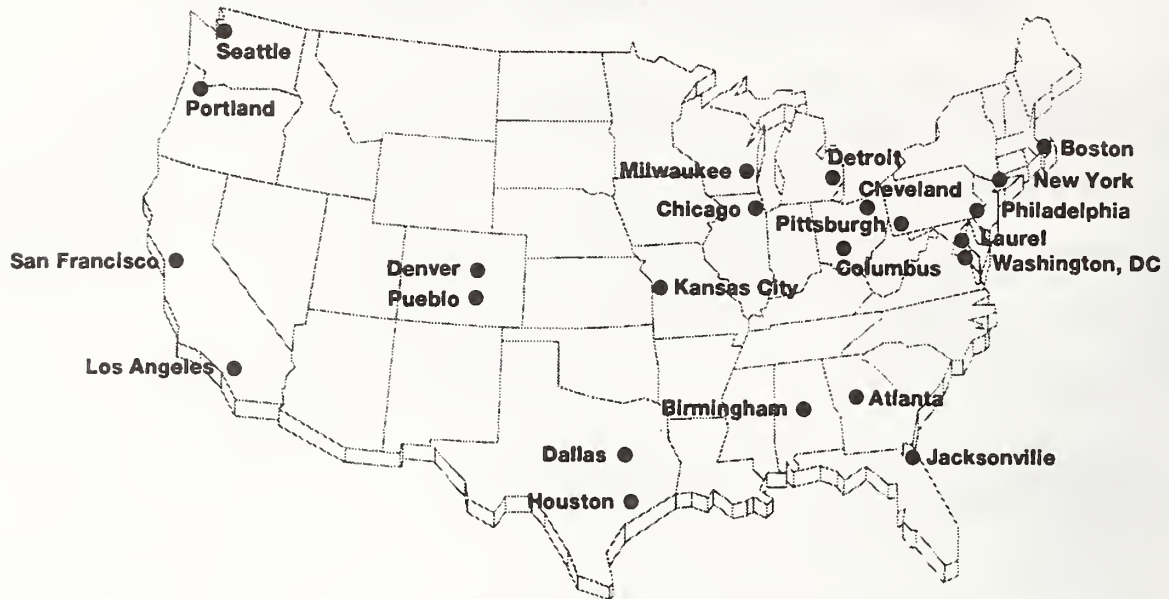 Seattle
Portland
Boston
Detroit
Milwaukee
New York
Cleveland
Chicago
Philadelphia
Pittsburgh
Laurel
San Francisco
Denver
Columbus
Washington, DC
Kansas City
Pueblo
Los Angeles
Birmingham
Atlanta
Dallas
Jacksonville
Houston